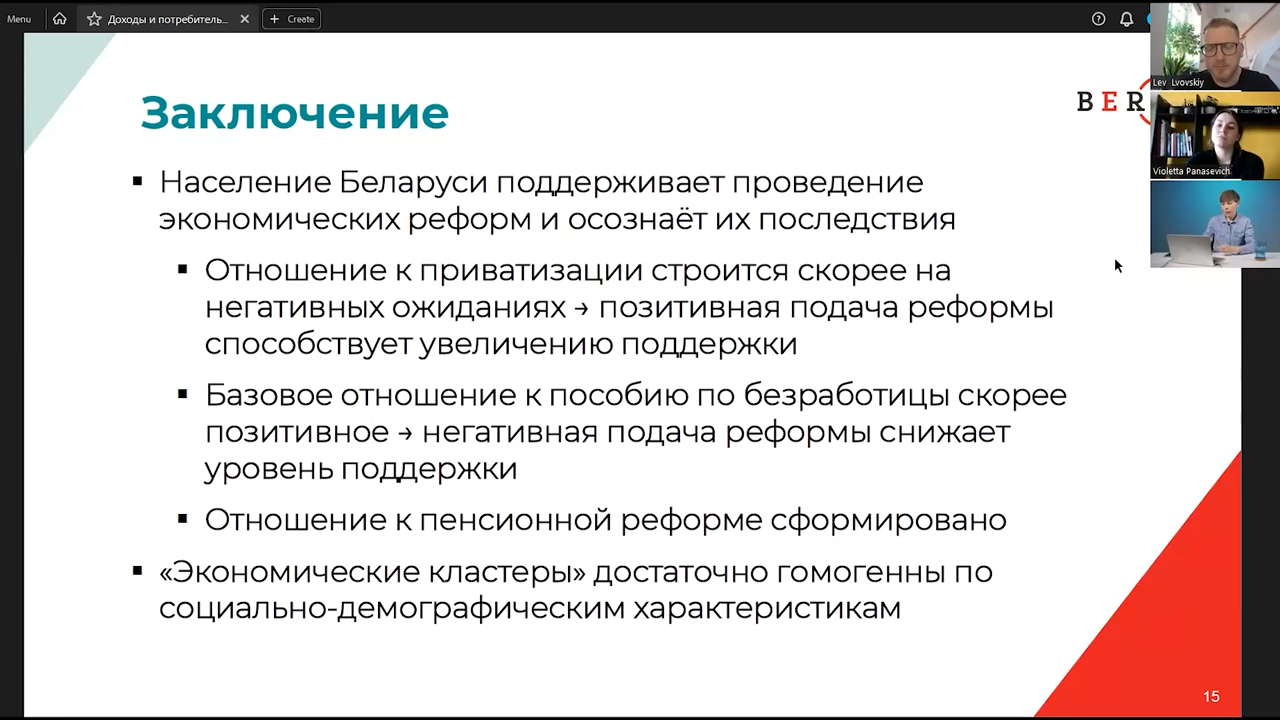 Menu
Доходы и потребитель...
Create
Заключение
BER
Lev Lvovskiy
Violetta Panasevich
▪ Население Беларуси поддерживает проведение
экономических реформ и осознаёт их последствия
▪ Отношение к приватизации строится скорее на
негативных ожиданиях → позитивная подача реформы
способствует увеличению поддержки
▪ Базовое отношение к пособию по безработицы скорее
позитивное → негативная подача реформы снижает
уровень поддержки
▪ Отношение к пенсионной реформе сформировано
▪ «Экономические кластеры» достаточно гомогенны по
социально-демографическим характеристикам
15